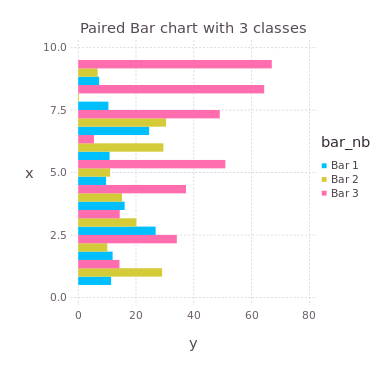 Paired Bar chart with 3 classes
10.0
7.5
5.0
2.5
0.0
x
0 20 40 60 80
y
bar_nb
Bar 1
Bar 2
Bar 3